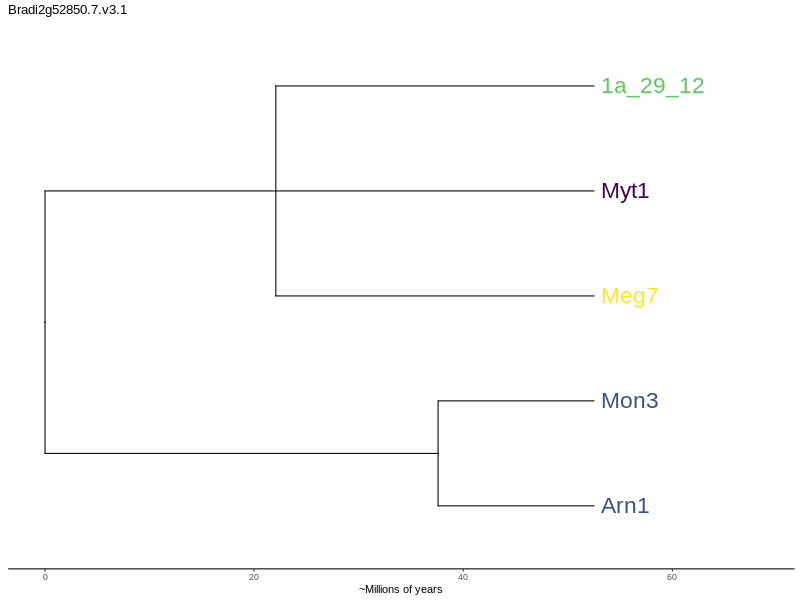 Bradi2g52850.7.v3.1
1a_29_12
Myt1
Meg7
Mon3
Arn1
0 20 40 60
~Millions of years